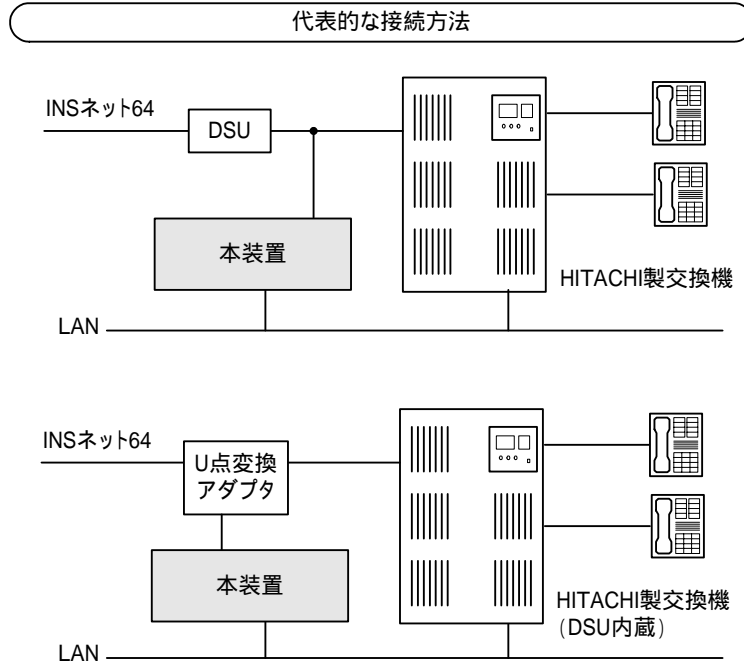 代表的な接続方法
INSネット64
DSU
本装置
HITACHI製交換機
LAN
INSネット64
U点変換
アダプタ
本装置
HITACHI製交換機
（DSU内蔵）
LAN